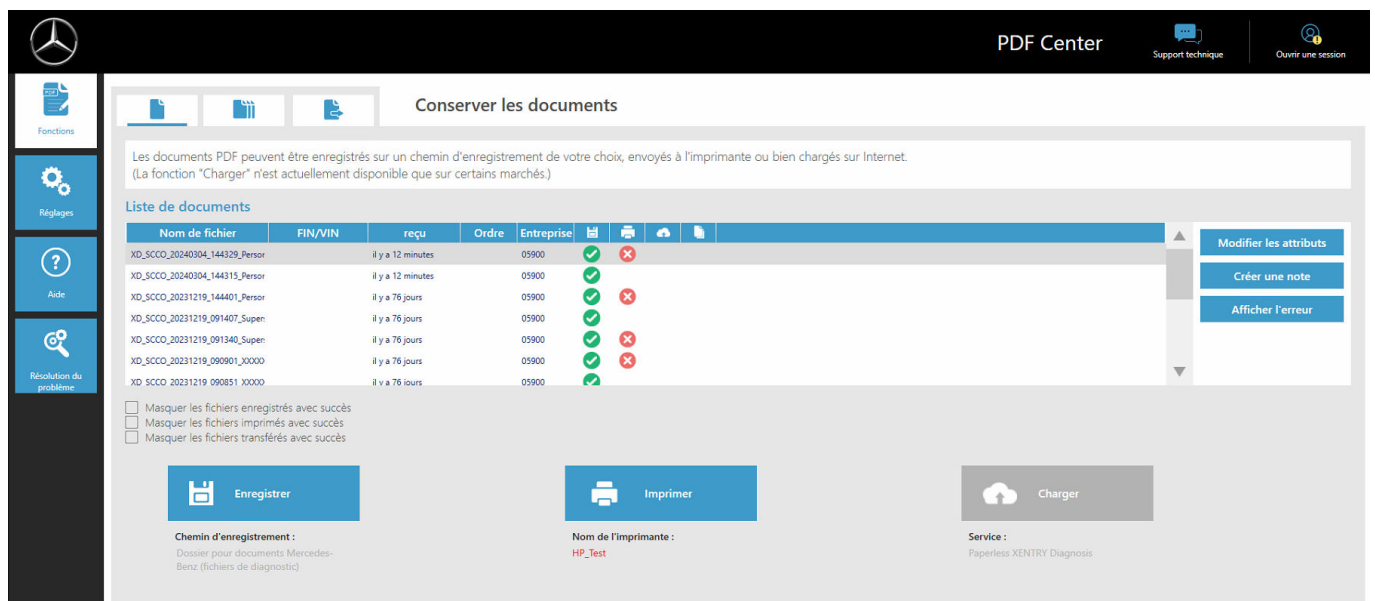 PDF Center
Support technique
Ouvrir une session
PDF
Fonctions
Réglages
Aide
Résolution du
problème
Conserver les documents
Les documents PDF peuvent être enregistrés sur un chemin d'enregistrement de votre choix, envoyés à l'imprimante ou bien chargés sur Internet.
(La fonction "Charger" n'est actuellement disponible que sur certains marchés.)
Liste de documents
Nom de fichier FIN/VIN reçu Ordre Entreprise
XD_SCCO_20240304_144329_Persor il y a 12 minutes 05900
XD_SCCO_20240304_144315_Persor il y a 12 minutes 05900
XD_SCCO_20231219_144401_Persor il y a 76 jours 05900
XD_SCCO_20231219_091407_Super il y a 76 jours 05900
XD_SCCO_20231219_091340_Super il y a 76 jours 05900
XD_SCCO_20231219_090901_XXXXX il y a 76 jours 05900
XD_SCCO_20231219_090851_XXXXX il y a 76 jours 05900
Modifier les attributs
Créer une note
Afficher l'erreur
Masquer les fichiers enregistrés avec succès
Masquer les fichiers imprimés avec succès
Masquer les fichiers transférés avec succès
Enregistrer
Chemin d'enregistrement :
Dossier pour documents Mercedes-
Benz (fichiers de diagnostic)
Imprimer
Nom de l'imprimante :
HP_Test
Charger
Service :
Paperless XENTRY Diagnosis